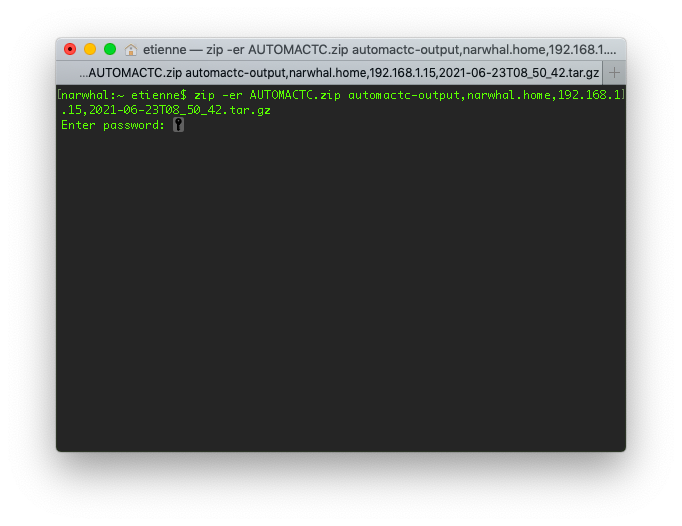 etienne — zip -er AUTOMACTC.zip automactc-output,narwhal.home,192.168.1....
...AUTOMACTC.zip automactc-output,narwhal.home,192.168.1.15,2021-06-23T08_50_42.tar.gz +
[narwhal:~ etienne$ zip -er AUTOMACTC.zip automactc-output,narwhal.home,192.168.1]
.15,2021-06-23T08_50_42.tar.gz
Enter password: